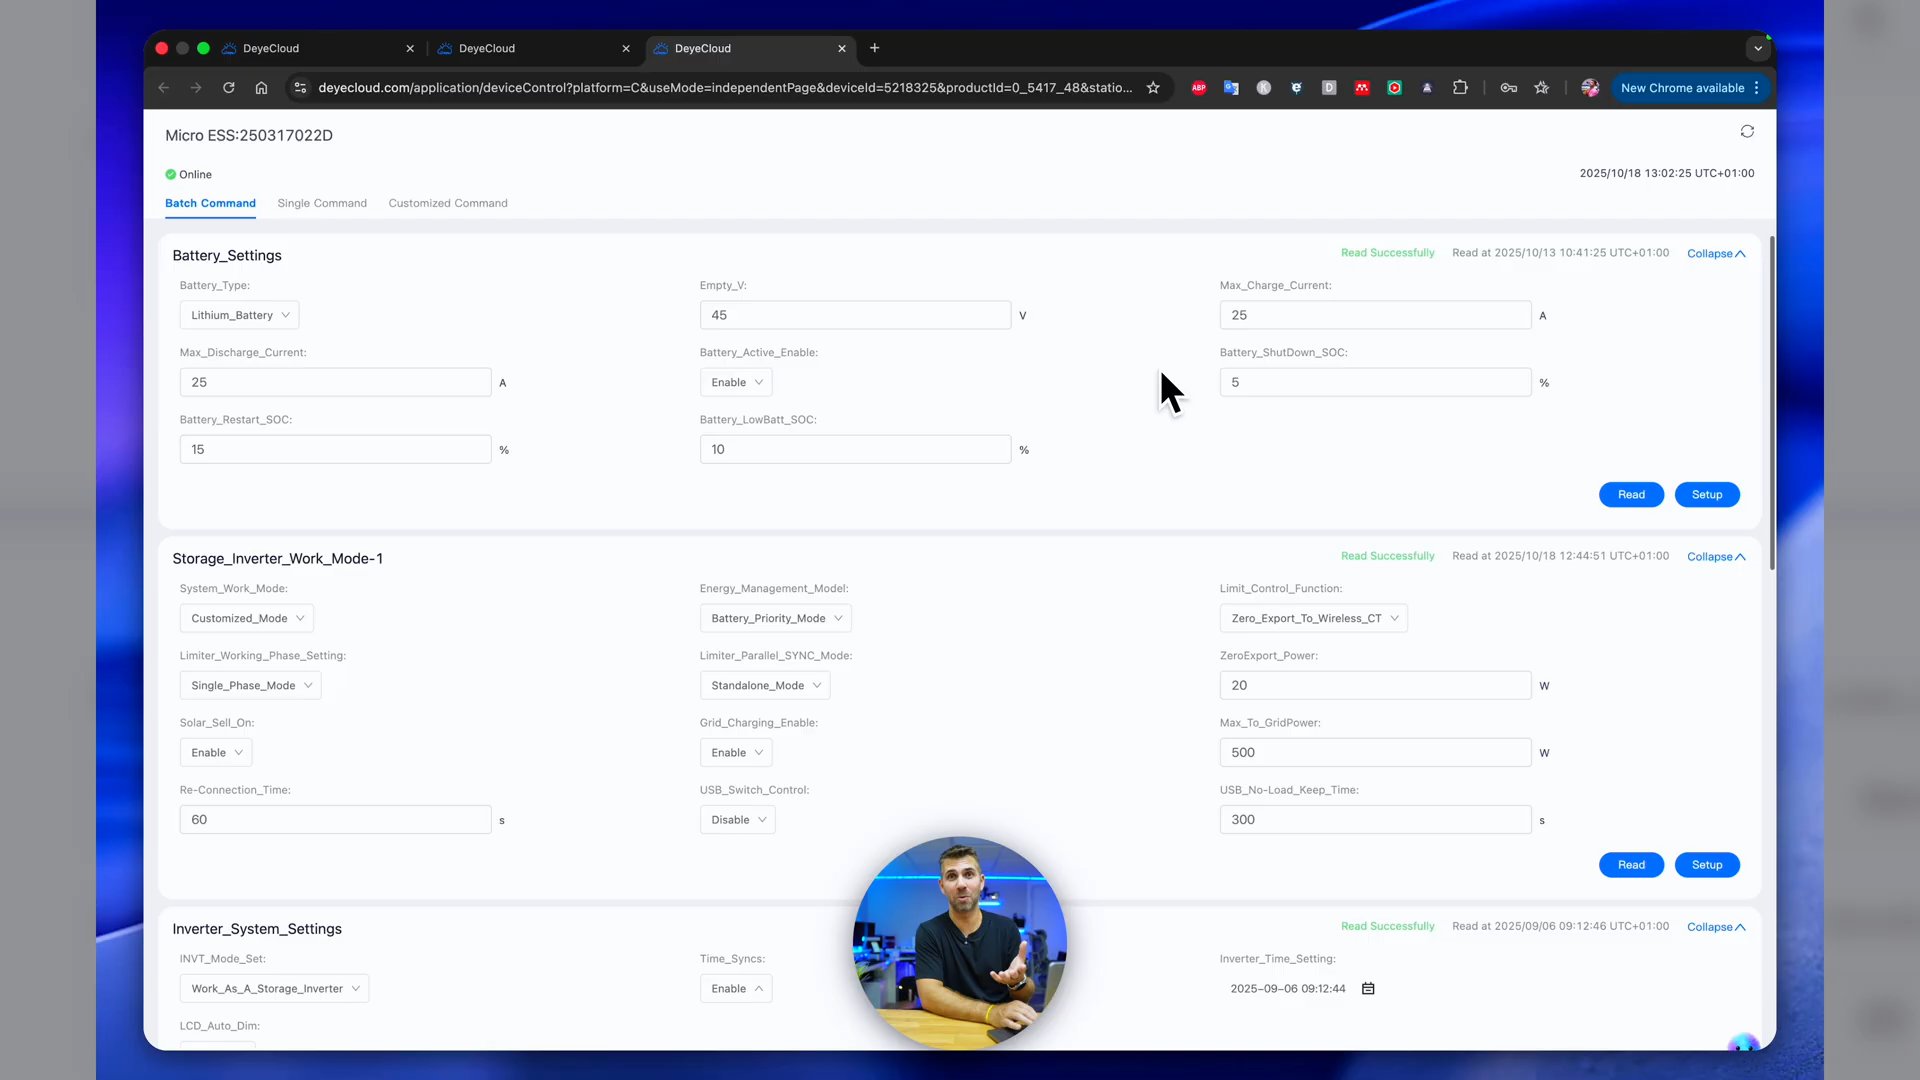 DeyeCloud DeyeCloud DeyeCloud
deyecloud.com/application/deviceControl?platform=C&useMode=independentPage&deviceId=5218325&productId=0_5417_48&statio... ABP New Chrome available
Micro ESS:250317022D
Online 2025/10/18 13:02:25 UTC+01:00
Batch Command Single Command Customized Command
Battery_Settings Read Successfully Read at 2025/10/13 10:41:25 UTC+01:00 Collapse
Battery_Type: Empty_V: Max_Charge_Current:
Lithium_Battery 45 V 25 A
Max_Discharge_Current: Battery_Active_Enable: Battery_ShutDown_SOC:
25 A Enable 5 %
Battery_Restart_SOC: Battery_LowBatt_SOC:
15 % 10 %
Read Setup
Storage_Inverter_Work_Mode-1 Read Successfully Read at 2025/10/18 12:44:51 UTC+01:00 Collapse
System_Work_Mode: Energy_Management_Model: Limit_Control_Function:
Customized_Mode Battery_Priority_Mode Zero_Export_To_Wireless_CT
Limiter_Working_Phase_Setting: Limiter_Parallel_SYNC_Mode: ZeroExport_Power:
Single_Phase_Mode Standalone_Mode 20 W
Solar_Sell_On: Grid_Charging_Enable: Max_To_GridPower:
Enable Enable 500 W
Re-Connection_Time: USB_Switch_Control: USB_No-Load_Keep_Time:
60 s Disable 300 s
Read Setup
Inverter_System_Settings Read Successfully Read at 2025/09/06 09:12:46 UTC+01:00 Collapse
INVT_Mode_Set: Time_Syncs: Inverter_Time_Setting:
Work_As_A_Storage_Inverter Enable 2025-09-06 09:12:44
LCD_Auto_Dim: